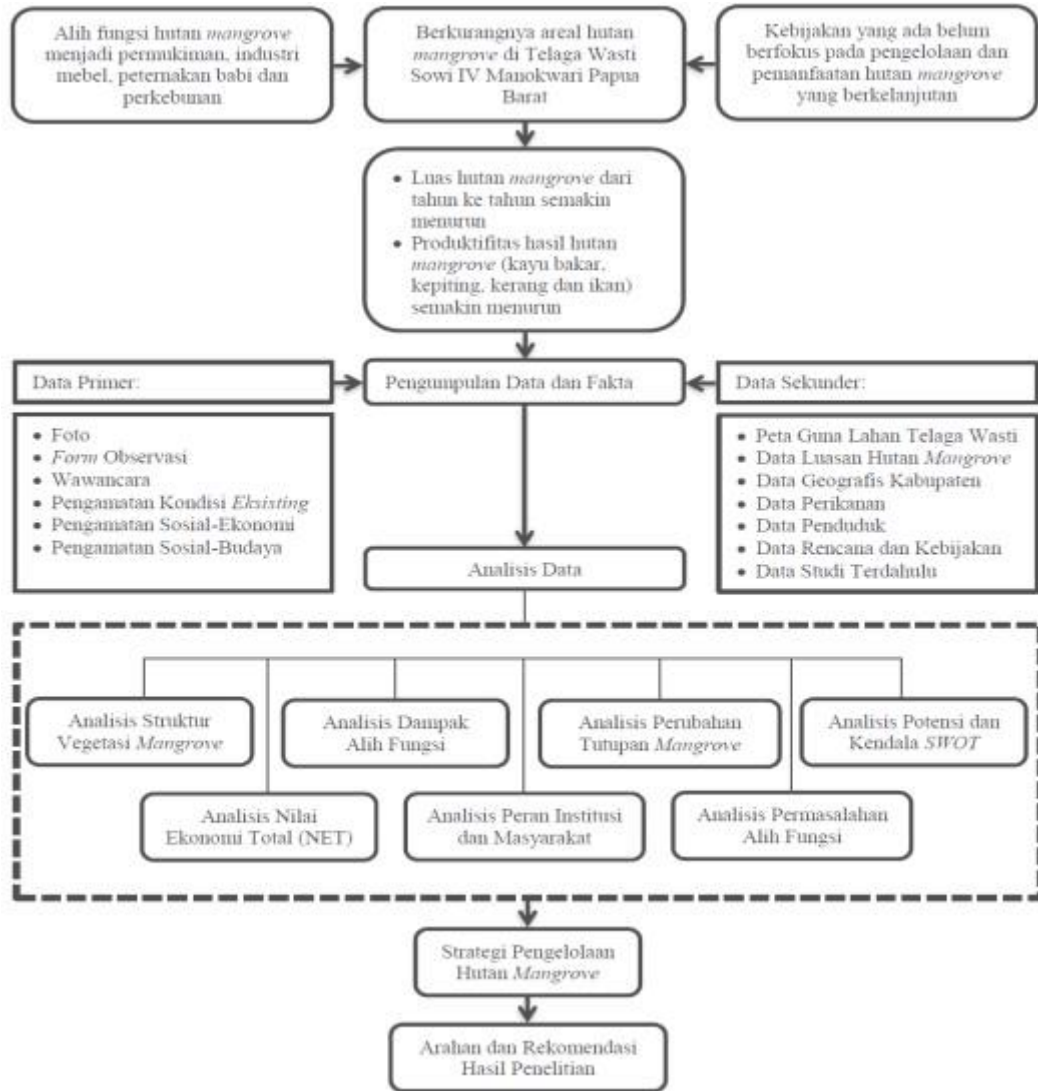 Alih fungsi hutan mangrove
menjadi permukiman, industri
mebel, peternakan babi dan
perkebunan
Berkurangnya areal hutan
mangrove di Telaga Wasti
Sowi IV Manokwari Papua
Barat
Kebijakan yang ada belum
berfokus pada pengelolaan dan
pemanfaatan hutan mangrove
yang berkelanjutan
• Luas hutan mangrove dari
tahun ke tahun semakin
menurun
• Produktifitas hasil hutan
mangrove (kayu bakar,
kepiting, kerang dan ikan)
semakin menurun
Data Primer:
Pengumpulan Data dan Fakta
Data Sekunder:
• Foto
• Form Observasi
• Wawancara
• Pengamatan Kondisi Eksisting
• Pengamatan Sosial-Ekonomi
• Pengamatan Sosial-Budaya
• Peta Guna Lahan Telaga Wasti
• Data Luasan Hutan Mangrove
• Data Geografis Kabupaten
• Data Perikanan
• Data Penduduk
• Data Rencana dan Kebijakan
• Data Studi Terdahulu
Analisis Data
Analisis Struktur
Vegetasi Mangrove
Analisis Dampak
Alih Fungsi
Analisis Perubahan
Tutupan Mangrove
Analisis Potensi dan
Kendala SWOT
Analisis Nilai
Ekonomi Total (NET)
Analisis Peran Institusi
dan Masyarakat
Analisis Permasalahan
Alih Fungsi
Strategi Pengelolaan
Hutan Mangrove
Arahan dan Rekomendasi
Hasil Penelitian